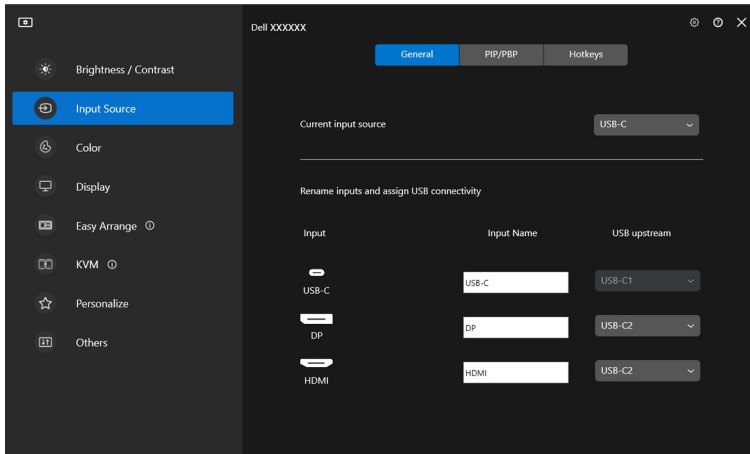 Dell XXXXXX
General PIP/PBP Hotkeys
Brightness / Contrast
Input Source
Color
Display
Easy Arrange
KVM
Personalize
Others
Current input source USB-C
Rename inputs and assign USB connectivity
Input Input Name USB upstream
USB-C USB-C USB-C1
DP DP USB-C2
HDMI HDMI USB-C2